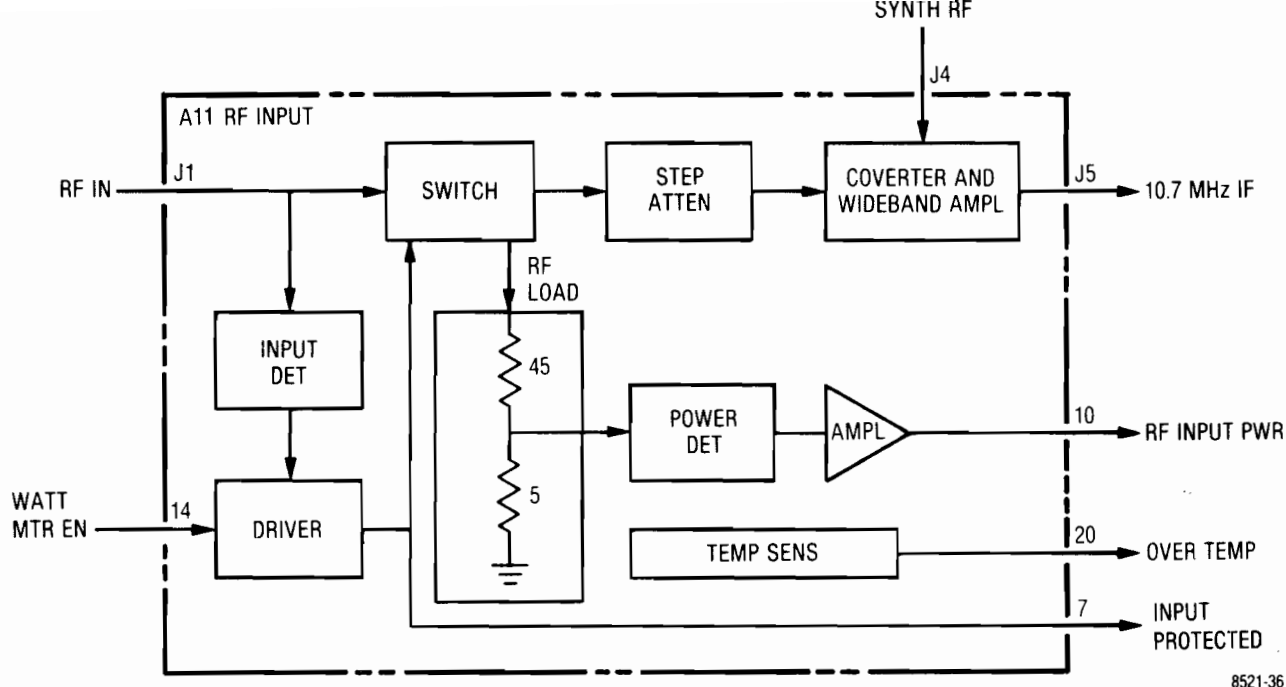 SYNTH RF
J4
A11 RF INPUT
RF IN
J1
SWITCH
STEP
ATTEN
COVERTER AND
WIDEBAND AMPL
J5
10.7 MHz IF
RF
LOAD
INPUT
DET
45
POWER
DET
AMPL
10
RF INPUT PWR
WATT
MTR EN
14
DRIVER
5
TEMP SENS
20
OVER TEMP
7
INPUT
PROTECTED
8521-36